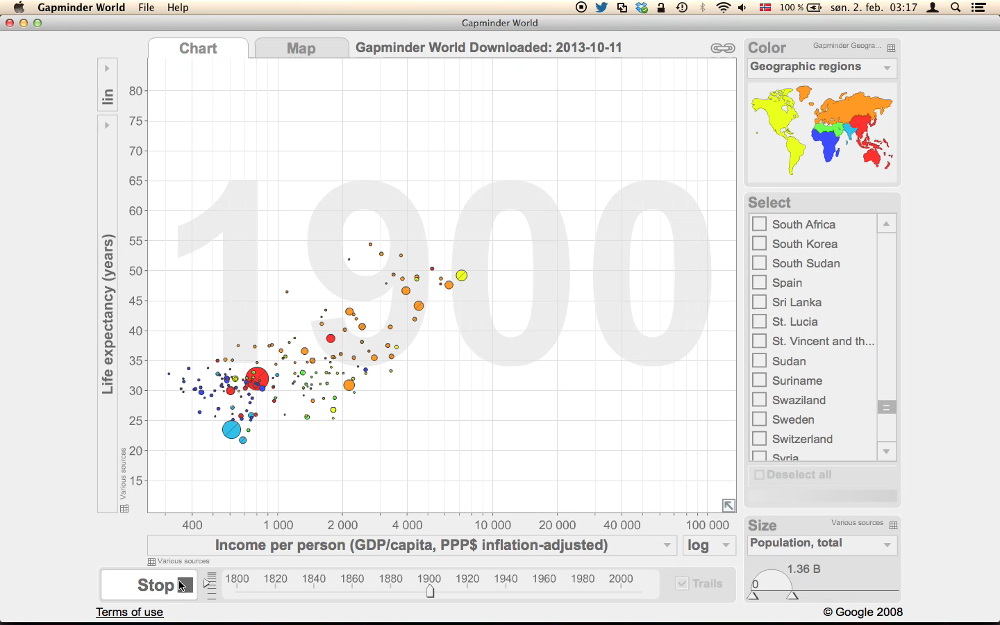 Gapminder World File Help 100 % søn. 2. feb. 03:17
Gapminder World
Chart Map Gapminder World Downloaded: 2013-10-11
Color Gapminder Geogra...
Geographic regions
lin
Life expectancy (years)
Various sources
80
75
70
65
60
55
50
45
40
35
30
25
20
15
1900
400 1 000 2 000 4 000 10 000 20 000 40 000 100 000
Income per person (GDP/capita, PPP$ inflation-adjusted) log
Various sources
Select
South Africa
South Korea
South Sudan
Spain
Sri Lanka
St. Lucia
St. Vincent and th...
Sudan
Suriname
Swaziland
Sweden
Switzerland
Syria
Deselect all
Size Various sources
Population, total
1.36 B
0
Stop
1800 1820 1840 1860 1880 1900 1920 1940 1960 1980 2000
Trails
Terms of use
© Google 2008